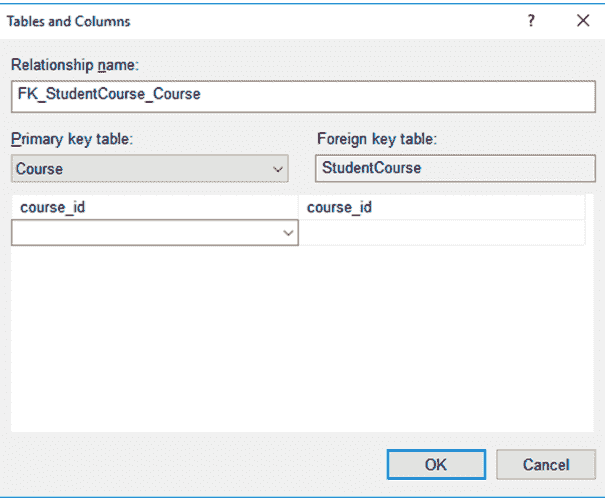 Tables and Columns
Relationship name:
FK_StudentCourse_Course
Primary key table: Foreign key table:
Course StudentCourse
course_id course_id
OK Cancel